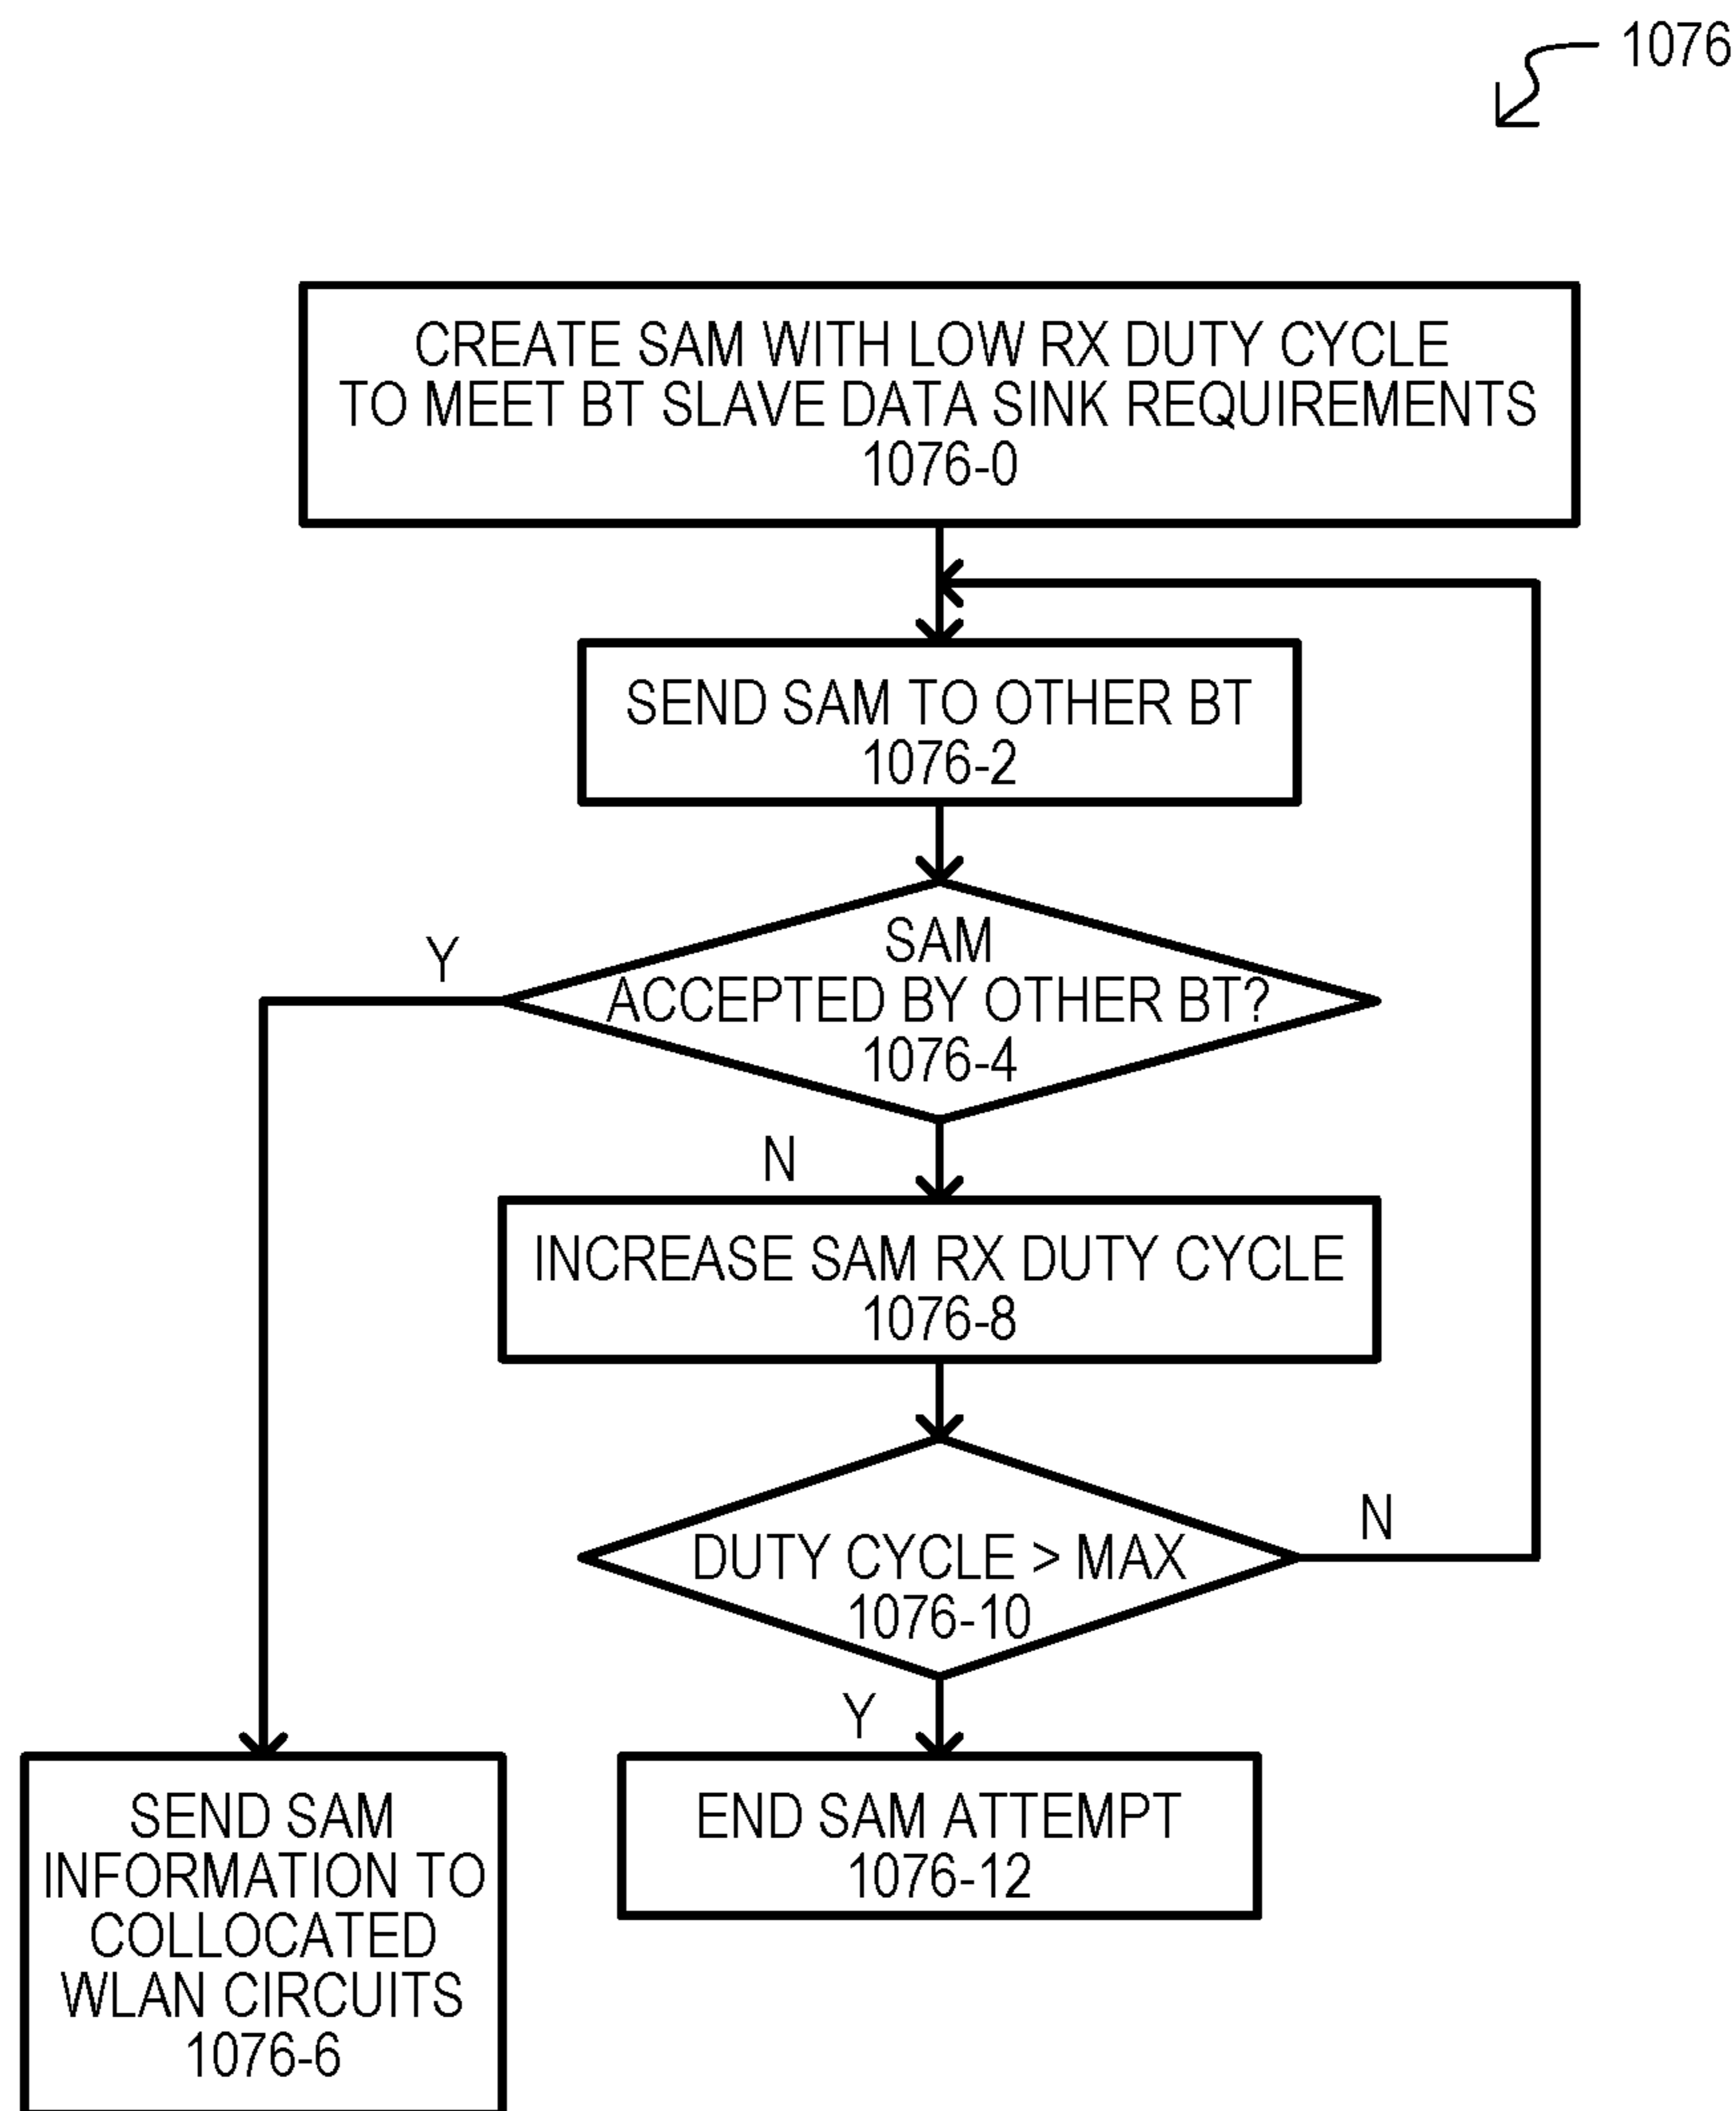 1076
CREATE SAM WITH LOW RX DUTY CYCLE
TO MEET BT SLAVE DATA SINK REQUIREMENTS
1076-0
SEND SAM TO OTHER BT
1076-2
SAM
ACCEPTED BY OTHER BT?
1076-4
Y
N
INCREASE SAM RX DUTY CYCLE
1076-8
DUTY CYCLE > MAX
1076-10
N
Y
SEND SAM
INFORMATION TO
COLLOCATED
WLAN CIRCUITS
1076-6
END SAM ATTEMPT
1076-12